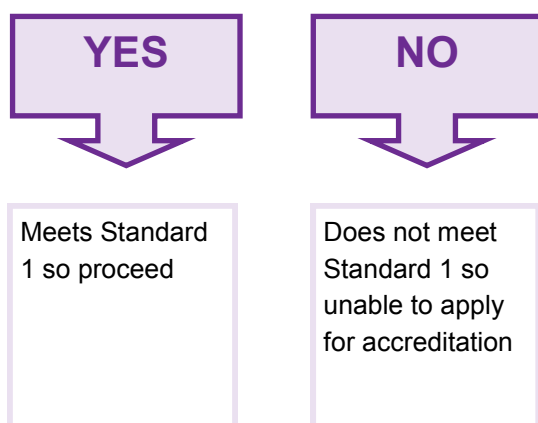 YES
NO
Meets Standard
1 so proceed
Does not meet
Standard 1 so
unable to apply
for accreditation